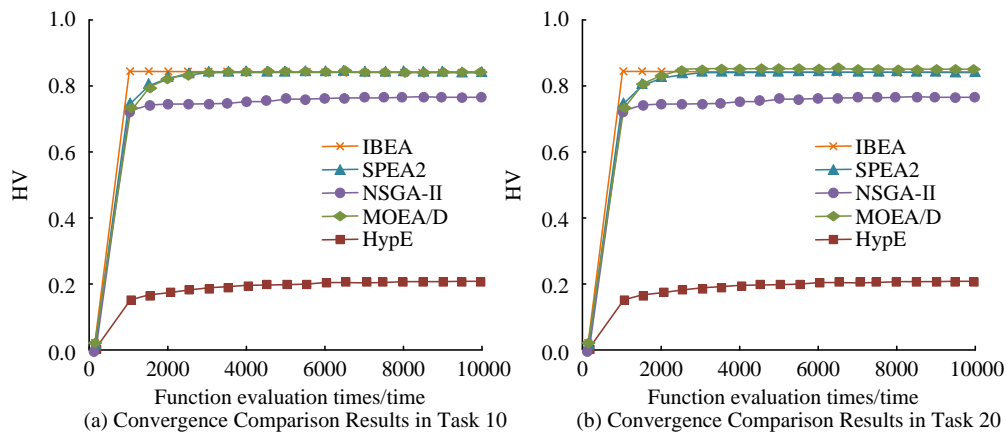 1.0
0.8
0.6
0.4
0.2
0.0
HV
IBEA
SPEA2
NSGA-II
MOEA/D
HypE
0 2000 4000 6000 8000 10000
Function evaluation times/time
(a) Convergence Comparison Results in Task 10
1.0
0.8
0.6
0.4
0.2
0.0
HV
IBEA
SPEA2
NSGA-II
MOEA/D
HypE
0 2000 4000 6000 8000 10000
Function evaluation times/time
(b) Convergence Comparison Results in Task 20